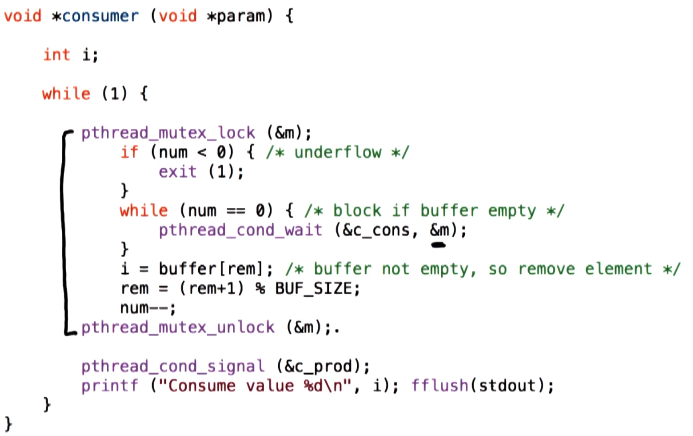 void *consumer (void *param) {
int i;
while (1) {
pthread_mutex_lock (&m);
if (num < 0) { /* underflow */
exit (1);
}
while (num == 0) { /* block if buffer empty */
pthread_cond_wait (&c_cons, &m);
}
i = buffer[rem]; /* buffer not empty, so remove element */
rem = (rem+1) % BUF_SIZE;
num--;
pthread_mutex_unlock (&m);.
pthread_cond_signal (&c_prod);
printf ("Consume value %d\n", i); fflush(stdout);
}
}